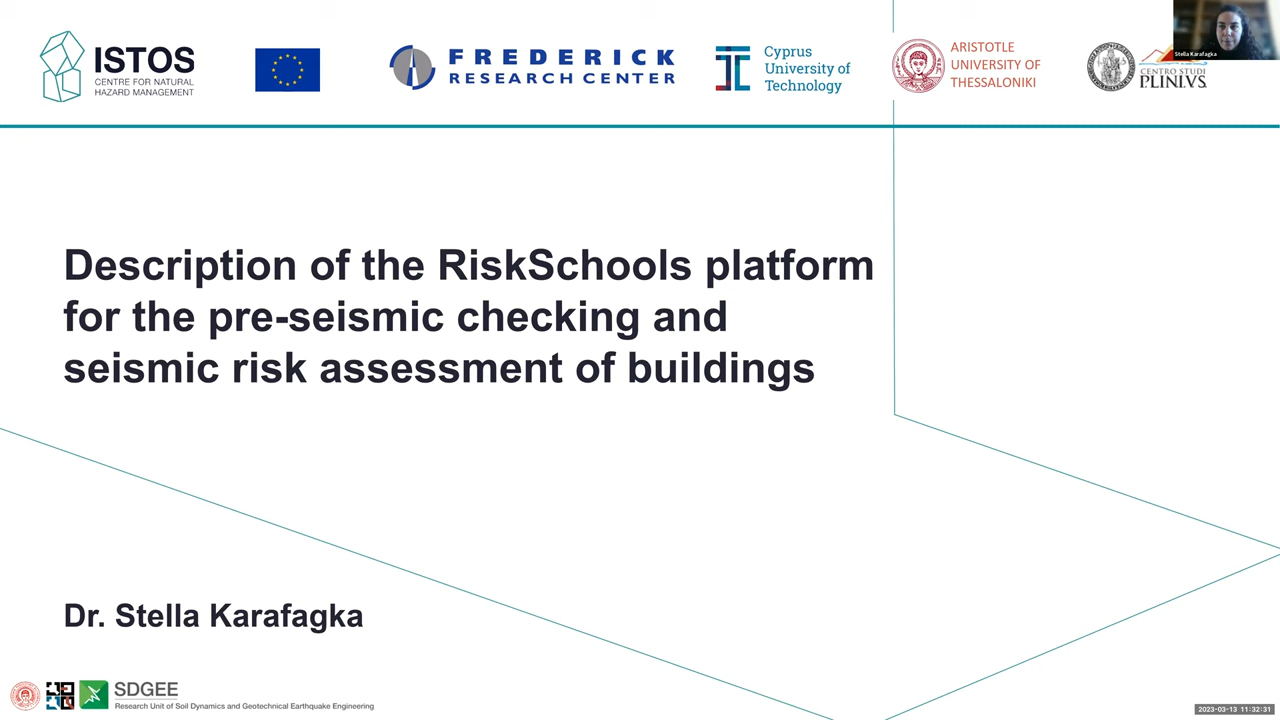 ISTOS
CENTRE FOR NATURAL
HAZARD MANAGEMENT
FREDERICK
RESEARCH CENTER
Cyprus
University of
Technology
ARISTOTLE
UNIVERSITY OF
THESSALONIKI
CENTRO STUDI
PLINIVS
Stella Karafagka
Description of the RiskSchools platform
for the pre-seismic checking and
seismic risk assessment of buildings
Dr. Stella Karafagka
SDGEE
Research Unit of Soil Dynamics and Geotechnical Earthquake Engineering
2023-03-13 11:32:31